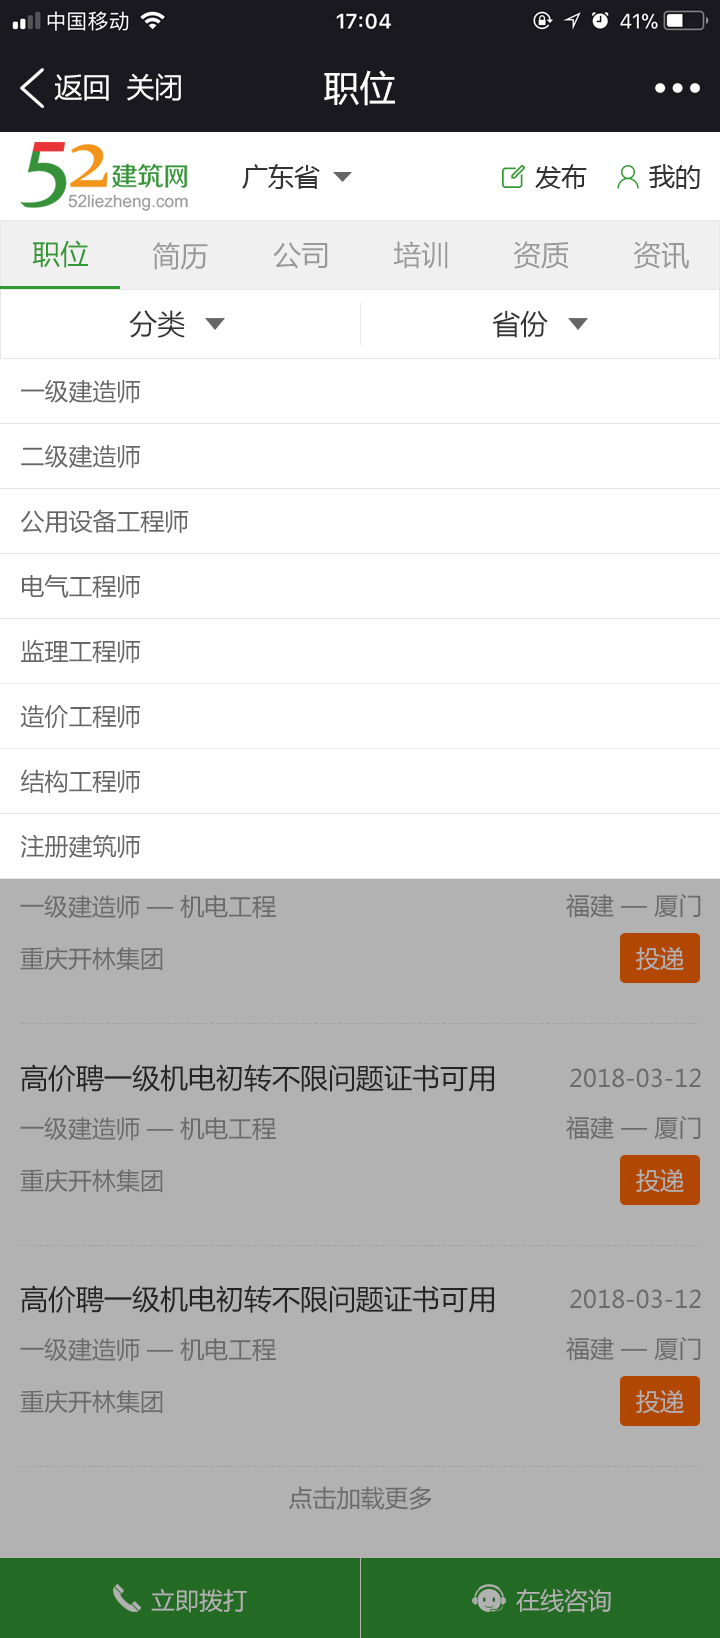 中国移动 17:04 41%
返回 关闭 职位
52建筑网 广东省 发布 我的
52liezheng.com
职位 简历 公司 培训 资质 资讯
分类 省份
一级建造师
二级建造师
公用设备工程师
电气工程师
监理工程师
造价工程师
结构工程师
注册建筑师
一级建造师 — 机电工程 福建 — 厦门
重庆开林集团 投递
高价聘一级机电初转不限问题证书可用 2018-03-12
一级建造师 — 机电工程 福建 — 厦门
重庆开林集团 投递
高价聘一级机电初转不限问题证书可用 2018-03-12
一级建造师 — 机电工程 福建 — 厦门
重庆开林集团 投递
点击加载更多
立即拨打 在线咨询